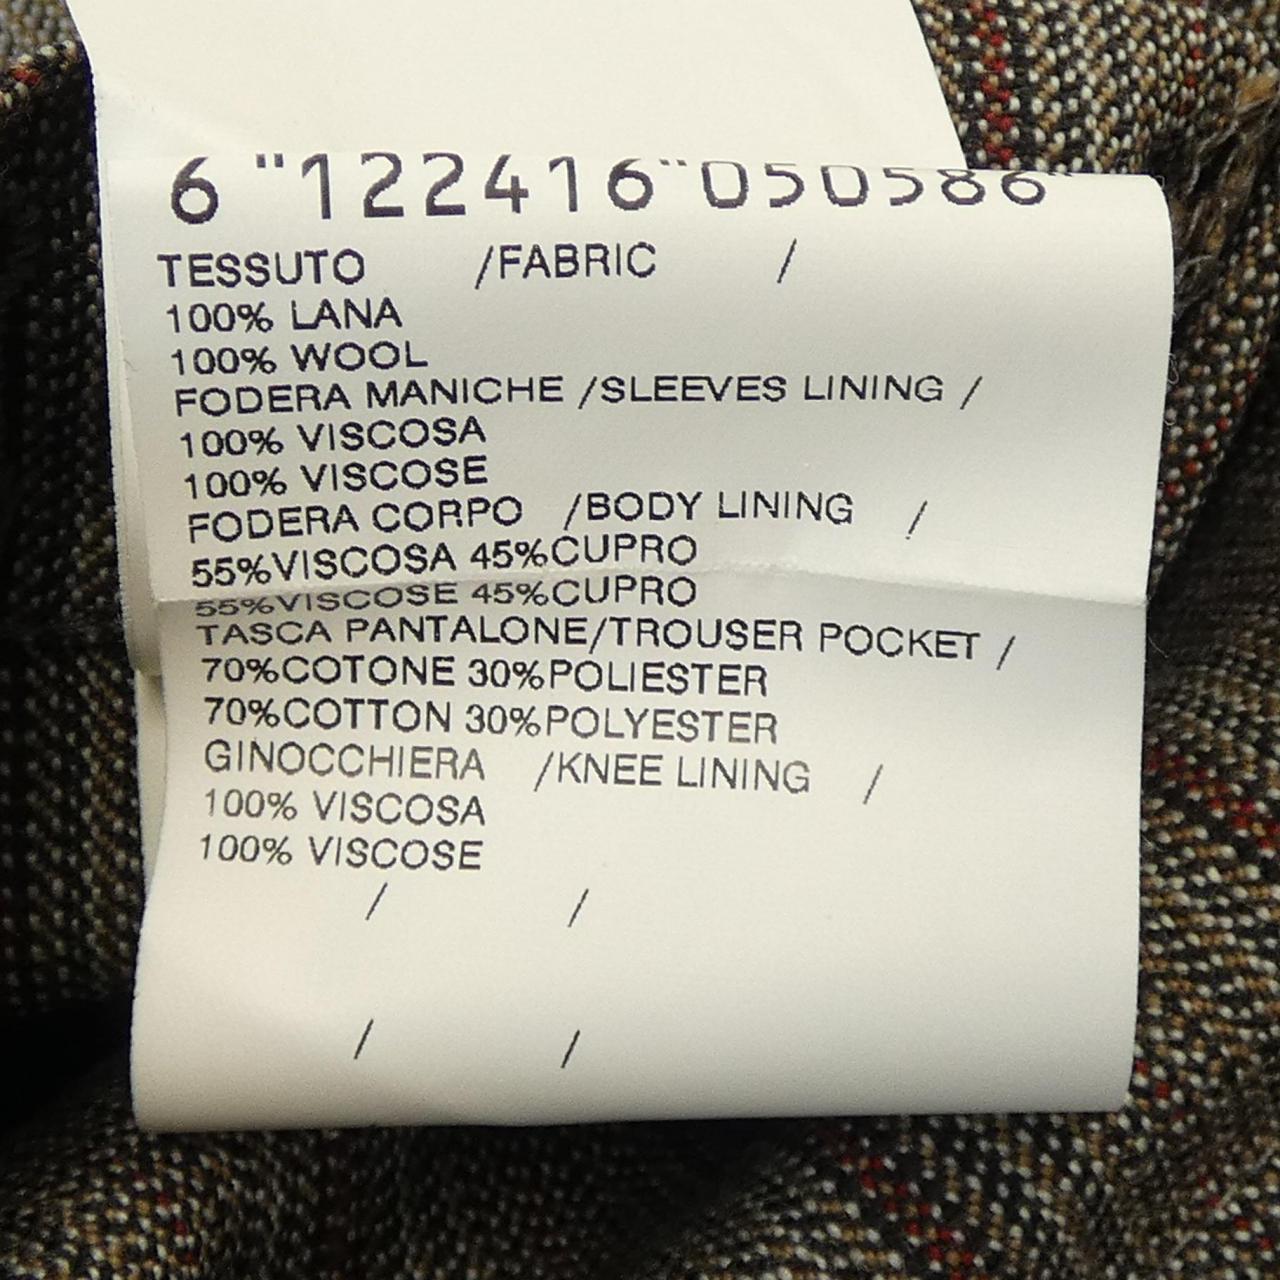 6 "122416"050586"
TESSUTO /FABRIC /
100% LANA
100% WOOL
FODERA MANICHE /SLEEVES LINING /
100% VISCOSA
100% VISCOSE
FODERA CORPO /BODY LINING /
55%VISCOSA 45%CUPRO
55%VISCOSE 45%CUPRO
TASCA PANTALONE/TROUSER POCKET /
70%COTONE 30%POLIESTER
70%COTTON 30%POLYESTER
GINOCCHIERA /KNEE LINING /
100% VISCOSA
100% VISCOSE
/ /
/ /